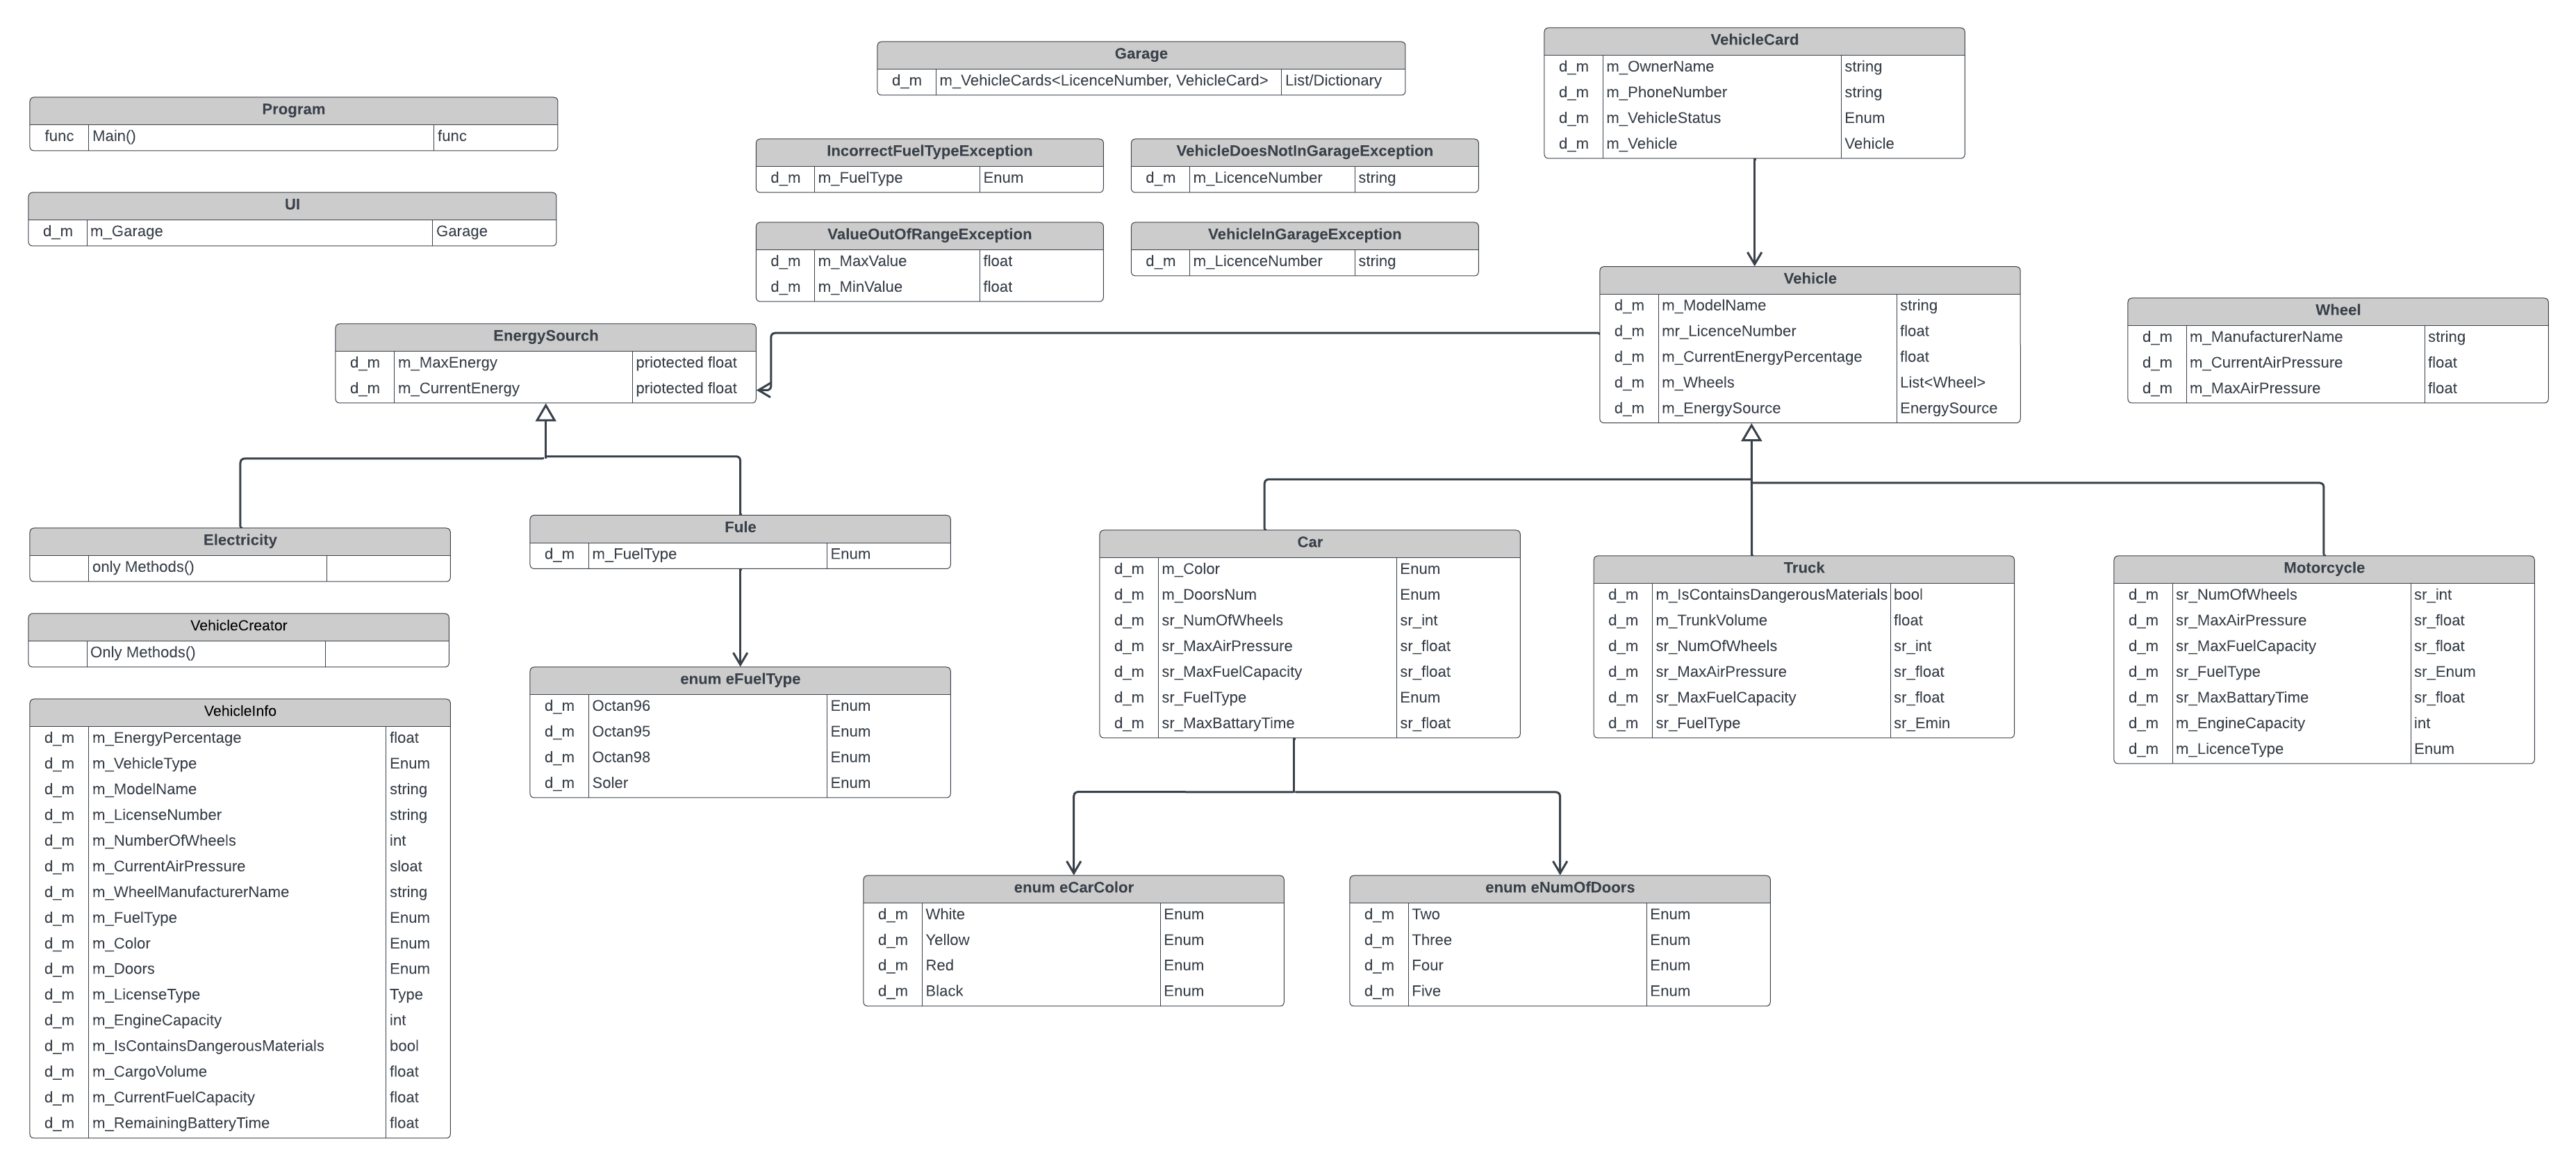 Program
func Main() func
UI
d_m m_Garage Garage
Garage
d_m m_VehicleCards<LicenceNumber, VehicleCard> List/Dictionary
IncorrectFuelTypeException
d_m m_FuelType Enum
VehicleDoesNotInGarageException
d_m m_LicenceNumber string
ValueOutOfRangeException
d_m m_MaxValue float
d_m m_MinValue float
VehicleInGarageException
d_m m_LicenceNumber string
VehicleCard
d_m m_OwnerName string
d_m m_PhoneNumber string
d_m m_VehicleStatus Enum
d_m m_Vehicle Vehicle
Vehicle
d_m m_ModelName string
d_m mr_LicenceNumber float
d_m m_CurrentEnergyPercentage float
d_m m_Wheels List<Wheel>
d_m m_EnergySource EnergySource
Wheel
d_m m_ManufacturerName string
d_m m_CurrentAirPressure float
d_m m_MaxAirPressure float
EnergySourch
d_m m_MaxEnergy priotected float
d_m m_CurrentEnergy priotected float
Electricity
only Methods()
Fule
d_m m_FuelType Enum
VehicleCreator
Only Methods()
enum eFuelType
d_m Octan96 Enum
d_m Octan95 Enum
d_m Octan98 Enum
d_m Soler Enum
Car
d_m m_Color Enum
d_m m_DoorsNum Enum
d_m sr_NumOfWheels sr_int
d_m sr_MaxAirPressure sr_float
d_m sr_MaxFuelCapacity sr_float
d_m sr_FuelType Enum
d_m sr_MaxBattaryTime sr_float
Truck
d_m m_IsContainsDangerousMaterials bool
d_m m_TrunkVolume float
d_m sr_NumOfWheels sr_int
d_m sr_MaxAirPressure sr_float
d_m sr_MaxFuelCapacity sr_float
d_m sr_FuelType sr_Emin
Motorcycle
d_m sr_NumOfWheels sr_int
d_m sr_MaxAirPressure sr_float
d_m sr_MaxFuelCapacity sr_float
d_m sr_FuelType sr_Enum
d_m sr_MaxBattaryTime sr_float
d_m m_EngineCapacity int
d_m m_LicenceType Enum
VehicleInfo
d_m m_EnergyPercentage float
d_m m_VehicleType Enum
d_m m_ModelName string
d_m m_LicenseNumber string
d_m m_NumberOfWheels int
d_m m_CurrentAirPressure sloat
d_m m_WheelManufacturerName string
d_m m_FuelType Enum
d_m m_Color Enum
d_m m_Doors Enum
d_m m_LicenseType Type
d_m m_EngineCapacity int
d_m m_IsContainsDangerousMaterials bool
d_m m_CargoVolume float
d_m m_CurrentFuelCapacity float
d_m m_RemainingBatteryTime float
enum eCarColor
d_m White Enum
d_m Yellow Enum
d_m Red Enum
d_m Black Enum
enum eNumOfDoors
d_m Two Enum
d_m Three Enum
d_m Four Enum
d_m Five Enum